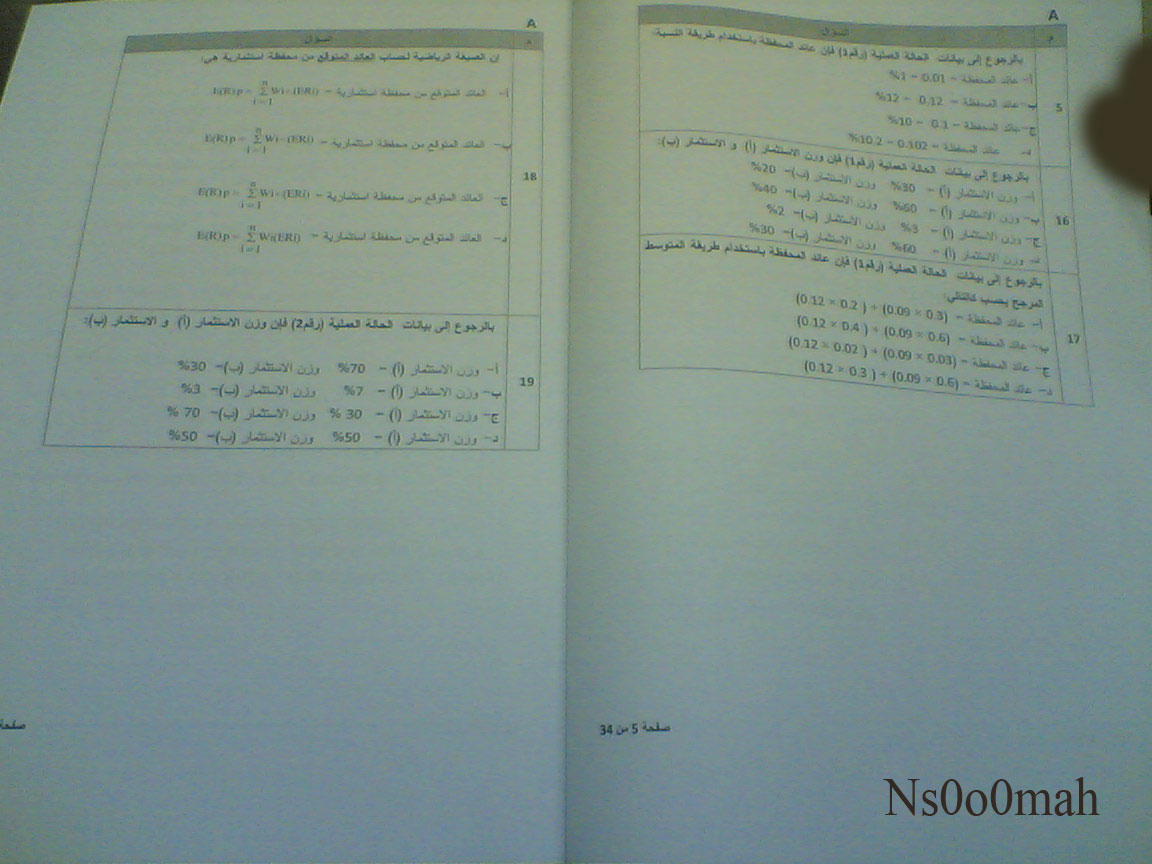 A
م السؤال
بالرجوع إلى بيانات الحالة العملية (رقم1) فإن عائد المحفظة باستخدام طريقة النسبة:
أ- عائد المحفظة = 0.01 = 1%
ب- عائد المحفظة = 0.12 = 12%
ج- عائد المحفظة = 0.1 = 10%
د- عائد المحفظة = 0.102 = 10.2%
5
بالرجوع إلى بيانات الحالة العملية (رقم1) فإن وزن الاستثمار (أ) و الاستثمار (ب):
أ- وزن الاستثمار (أ) = 30% وزن الاستثمار (ب)= 20%
ب- وزن الاستثمار (أ) = 60% وزن الاستثمار (ب)= 40%
ج- وزن الاستثمار (أ) = 3% وزن الاستثمار (ب)= 2%
د- وزن الاستثمار (أ) = 60% وزن الاستثمار (ب)= 30%
16
بالرجوع إلى بيانات الحالة العملية (رقم1) فإن عائد المحفظة باستخدام طريقة المتوسط
المرجح يحسب كالتالي:
أ- عائد المحفظة = (0.3 × 0.09) + (0.2 × 0.12)
ب- عائد المحفظة = (0.6 × 0.09) + (0.4 × 0.12)
ج- عائد المحفظة = (0.03 × 0.09) + (0.02 × 0.12)
د- عائد المحفظة = (0.6 × 0.09) + (0.3 × 0.12)
17
صفحة 5 من 34
A
م السؤال
إن الصيغة الرياضية لحساب العائد المتوقع من محفظة استثمارية هي:
أ- العائد المتوقع من محفظة استثمارية =
ب- العائد المتوقع من محفظة استثمارية =
ج- العائد المتوقع من محفظة استثمارية =
د- العائد المتوقع من محفظة استثمارية = E(R)p = n Σ i=1 Wi(ERi)
18
بالرجوع إلى بيانات الحالة العملية (رقم2) فإن وزن الاستثمار (أ) و الاستثمار (ب):
أ- وزن الاستثمار (أ) = 70% وزن الاستثمار (ب)= 30%
ب- وزن الاستثمار (أ) = 7% وزن الاستثمار (ب)= 3%
ج- وزن الاستثمار (أ) = 30 % وزن الاستثمار (ب)= 70 %
د- وزن الاستثمار (أ) = 50% وزن الاستثمار (ب)= 50%
19
صفحة
Ns0o0mah